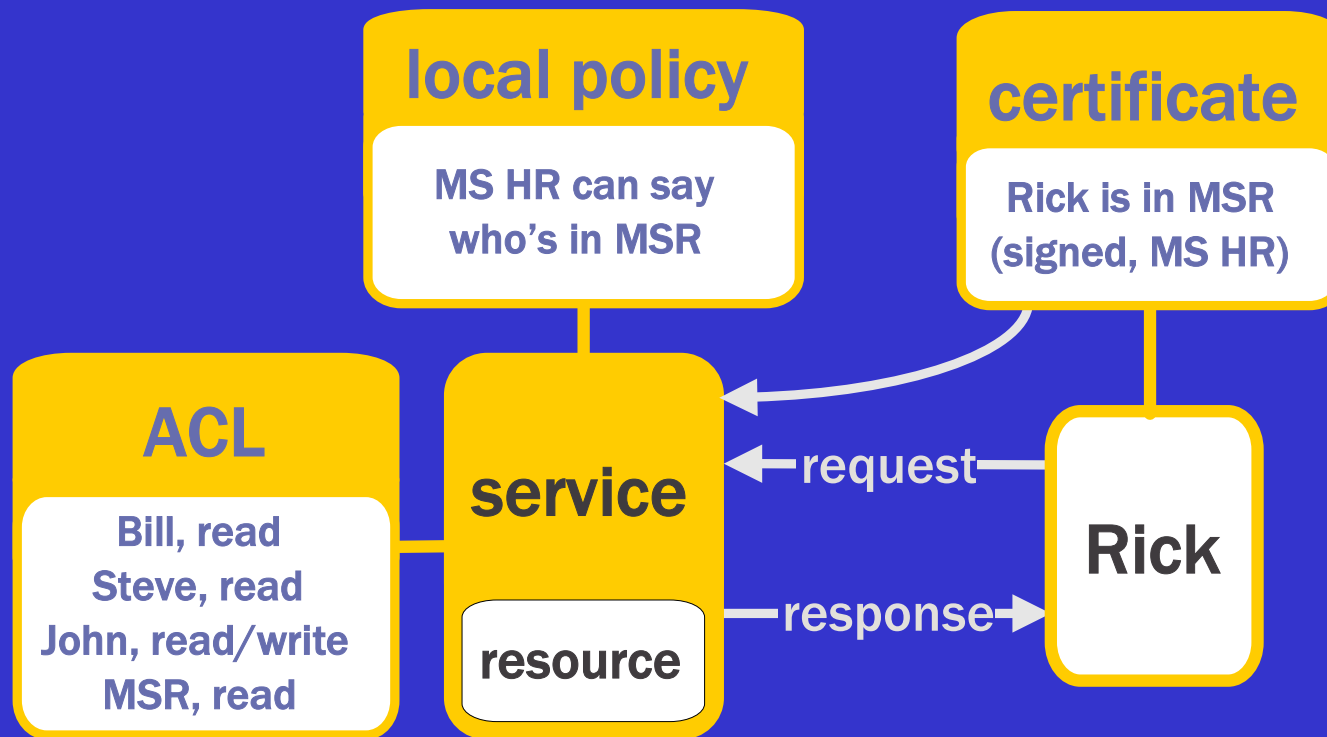 local policy
MS HR can say
who's in MSR
certificate
Rick is in MSR
(signed, MS HR)
ACL
Bill, read
Steve, read
John, read/write
MSR, read
service
resource
request
response
Rick